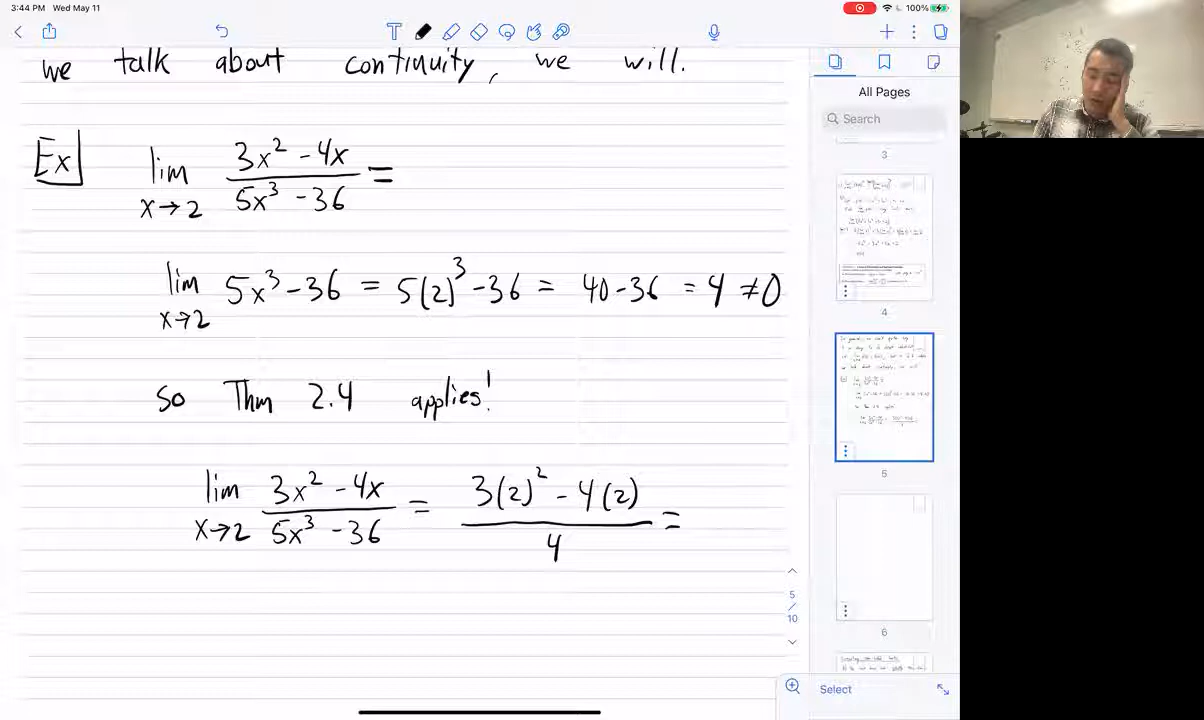 3:44 PM Wed May 11
100%
we talk about continuity, we will.
Ex lim x→2 (3x² - 4x)/(5x³ - 36) =
lim x→2 5x³ - 36 = 5(2)³ - 36 = 40 - 36 = 4 ≠ 0
so Thm 2.4 applies!
lim x→2 (3x² - 4x)/(5x³ - 36) = (3(2)² - 4(2))/4 =
5
/
10
All Pages
Search
3
4
5
6
Select